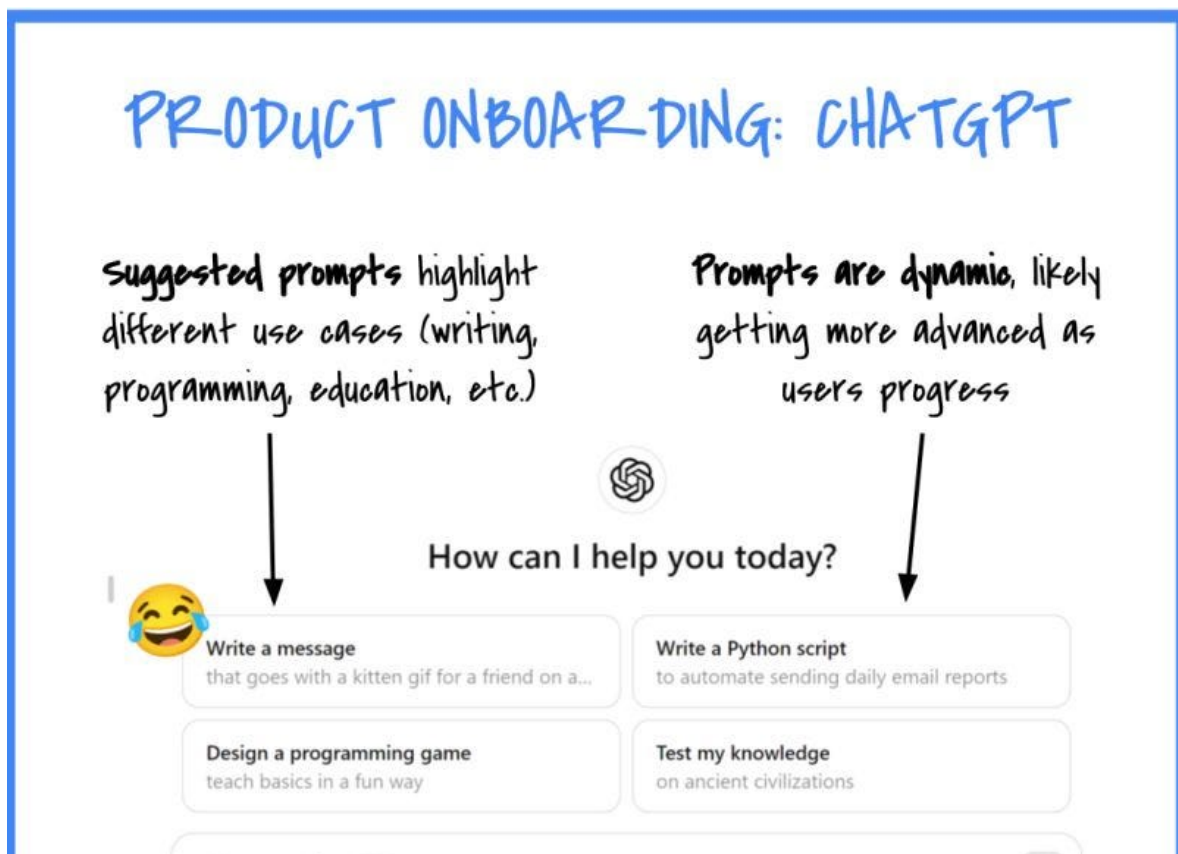 PRODUCT ONBOARDING: CHATGPT
Suggested prompts highlight
different use cases (writing,
programming, education, etc.)
Prompts are dynamic, likely
getting more advanced as
users progress
How can I help you today?
Write a message
that goes with a kitten gif for a friend on a...
Write a Python script
to automate sending daily email reports
Design a programming game
teach basics in a fun way
Test my knowledge
on ancient civilizations